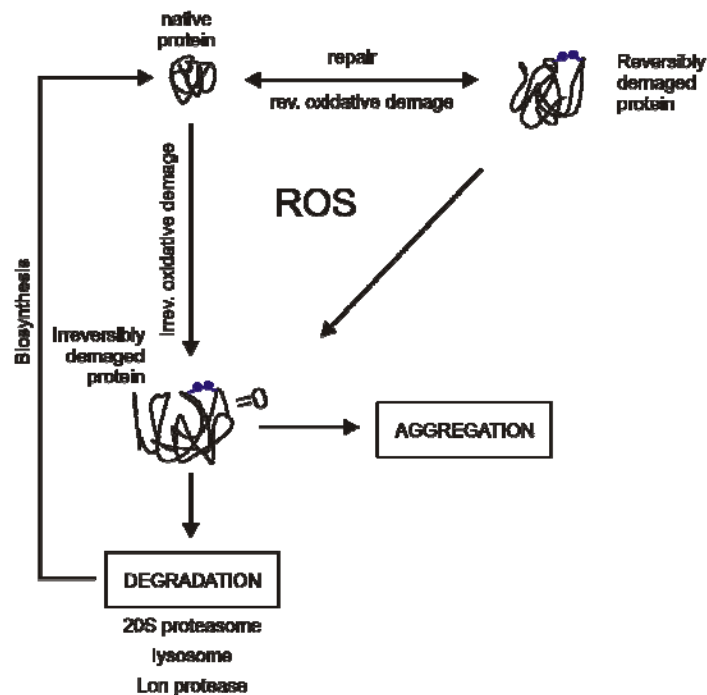 native
protein
repair
rev. oxidative demage
Reversibly
demaged
protein
ROS
Irrev. oxidative demage
Biosynthesis
Irreversibly
demaged
protein
=O
AGGREGATION
DEGRADATION
20S proteasome
lysosome
Lon protease